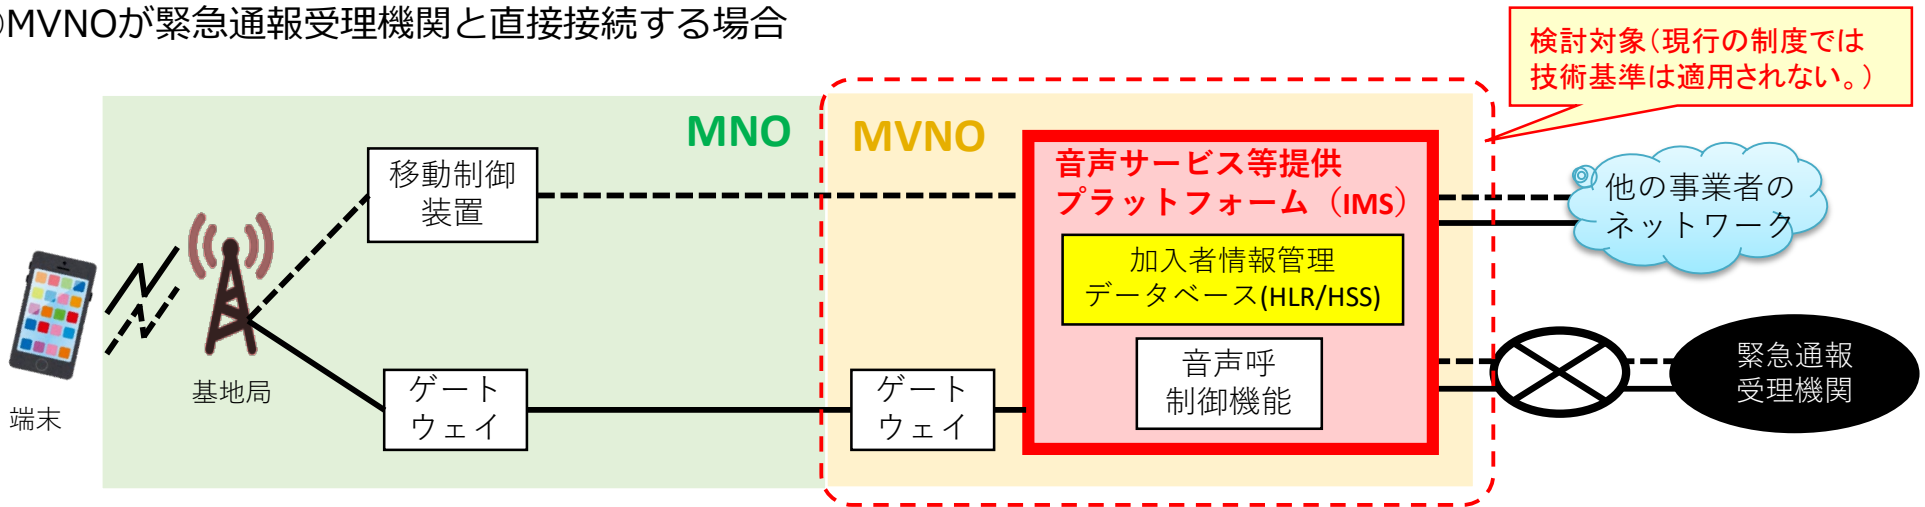 MVNOが緊急通報受理機関と直接接続する場合
検討対象（現行の制度では
技術基準は適用されない。）
MNO
MVNO
移動制御
装置
音声サービス等提供
プラットフォーム（IMS）
他の事業者の
ネットワーク
加入者情報管理
データベース(HLR/HSS)
音声呼
制御機能
緊急通報
受理機関
基地局
ゲート
ウェイ
ゲート
ウェイ
端末